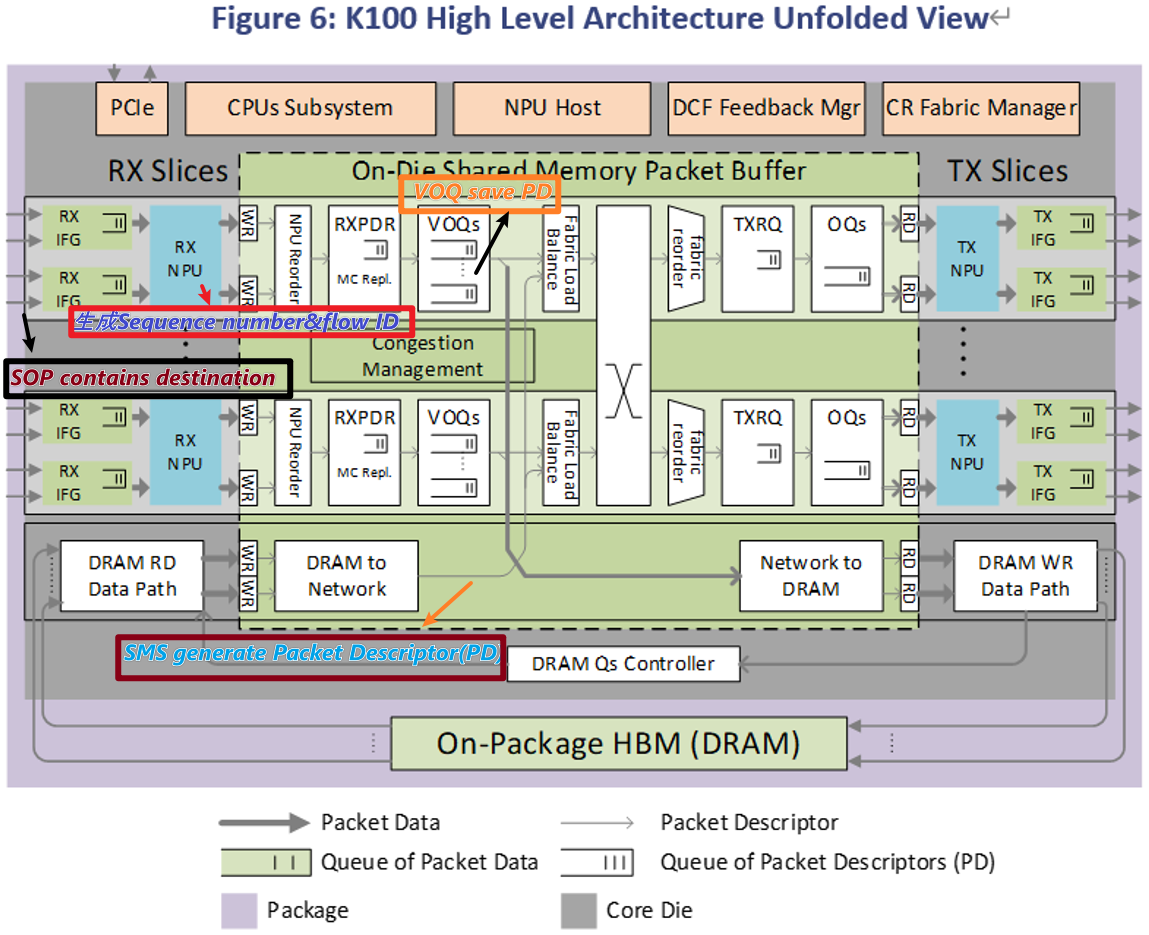 Figure 6: K100 High Level Architecture Unfolded View↵
PCIe
CPUs Subsystem
NPU Host
DCF Feedback Mgr
CR Fabric Manager
RX Slices
On-Die Shared Memory Packet Buffer
TX Slices
VOQ save PD
RX
IFG
RX
IFG
RX
NPU
WR
WR
NPU Reorder
RXPDR
MC Repl.
VOQs
Fabric Load
Balance
fabric
reorder
TXRQ
OQs
RD
RD
TX
NPU
TX
IFG
TX
IFG
生成Sequence number&flow ID
Congestion
Management
SOP contains destination
RX
IFG
RX
IFG
RX
NPU
WR
WR
NPU Reorder
RXPDR
MC Repl.
VOQs
Fabric Load
Balance
fabric
reorder
TXRQ
OQs
RD
RD
TX
NPU
TX
IFG
TX
IFG
DRAM RD
Data Path
WR
WR
DRAM to
Network
Network to
DRAM
RD
RD
DRAM WR
Data Path
SMS generate Packet Descriptor(PD)
DRAM Qs Controller
On-Package HBM (DRAM)
Packet Data
Packet Descriptor
Queue of Packet Data
Queue of Packet Descriptors (PD)
Package
Core Die